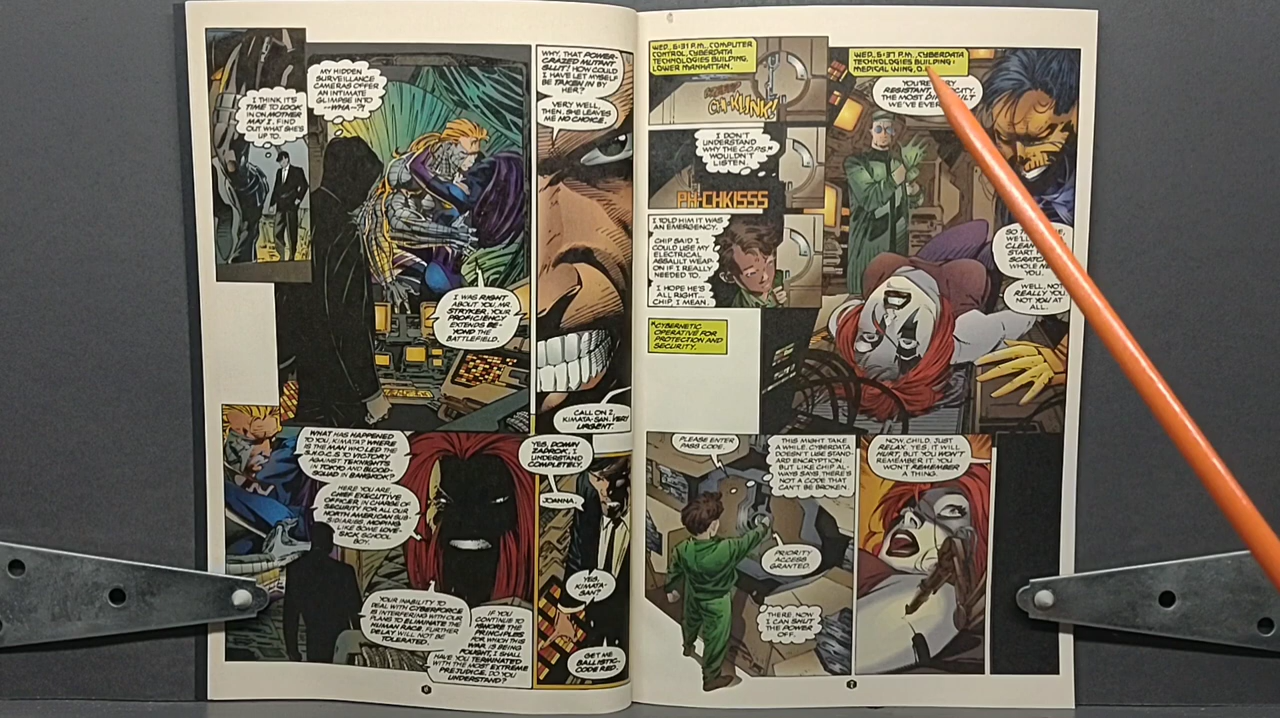 I THINK IT'S
TIME TO LOOK
IN ON MOTHER
MAY I. FIND
OUT WHAT SHE'S
UP TO.
MY HIDDEN
SURVEILLANCE
CAMERAS OFFER
AN INTIMATE
GLIMPSE INTO
--WHA--?!
I WAS RIGHT
ABOUT YOU, MR.
STRYKER. YOUR
PROFICIENCY
EXTENDS BE-
YOND THE
BATTLEFIELD.
WHY, THAT POWER-
CRAZED MUTANT
SLUT! HOW COULD
I HAVE LET MYSELF
BE TAKEN IN BY
HER?
VERY WELL,
THEN. SHE LEAVES
ME NO CHOICE.
CALL ON 2,
KIMATA-SAN. VERY
URGENT.
WHAT HAS HAPPENED
TO YOU, KIMATA? WHERE
IS THE MAN WHO LED THE
S.H.O.C.S. TO VICTORY
AGAINST
IN TOKYO AND BLOOD-
SQUAD IN BANGKOK?
HERE YOU ARE,
CHIEF EXECUTIVE
OFFICER IN CHARGE OF
SECURITY FOR ALL OUR
NORTH AMERICAN SUB-
SIDIARIES, MOPING
LIKE SOME LOVE-
SICK SCHOOL
BOY.
YOUR INABILITY TO
DEAL WITH CYBERFORCE
IS INTERFERING WITH OUR
PLANS TO ELIMINATE THE
HUMAN RACE. FURTHER
DELAY WILL NOT BE
TOLERATED.
IF YOU
CONTINUE TO
IGNORE THE
PRINCIPLES
FOR WHICH THIS
WAR IS BEING
FOUGHT, I SHALL
HAVE YOU TERMINATED
WITH THE MOST EXTREME
PREJUDICE. DO YOU
UNDERSTAND?
YES, DOMIN
ZADROK, I
UNDERSTAND
COMPLETELY.
JOANNA.
YES,
KIMATA-
SAN?
GET ME
BALLISTIC.
CODE RED.
WED., 6:31 P.M., COMPUTER
CONTROL, CYBERDATA
TECHNOLOGIES BUILDING,
LOWER MANHATTAN.
CA-KLINK!
I DON'T
UNDERSTAND
WHY THE C.O.P.S.*
WOULDN'T
LISTEN.
PH-CHKISSS
I TOLD HIM IT WAS
AN EMERGENCY.
CHIP SAID I
COULD USE MY
ELECTRICAL
ASSAULT WEAP-
ON IF I REALLY
NEEDED TO.
I HOPE HE'S
ALL RIGHT...
CHIP, I MEAN.
*CYBERNETIC
OPERATIVE FOR
PROTECTION AND
SECURITY.
WED., 6:37 P.M., CYBERDATA
TECHNOLOGIES BUILDING:
MEDICAL WING,
RESISTANT,
THE MOST
WE'VE
SO
WE'LL
CLEAN
START
SCRATCH
WHOLE
YOU.
WELL, NOT
REALLY YOU.
NOT YOU AT
ALL.
PLEASE ENTER
PASS CODE.
THIS MIGHT TAKE
A WHILE. CYBERDATA
DOESN'T USE STAND-
ARD ENCRYPTION.
BUT LIKE CHIP AL-
WAYS SAYS, THERE'S
NOT A CODE THAT
CAN'T BE BROKEN.
PRIORITY
ACCESS
GRANTED.
THERE. NOW
I CAN SHUT
THE POWER
OFF.
NOW, CHILD, JUST
RELAX. YES, IT WILL
HURT, BUT YOU WON'T
REMEMBER IT. YOU
WON'T REMEMBER
A THING.